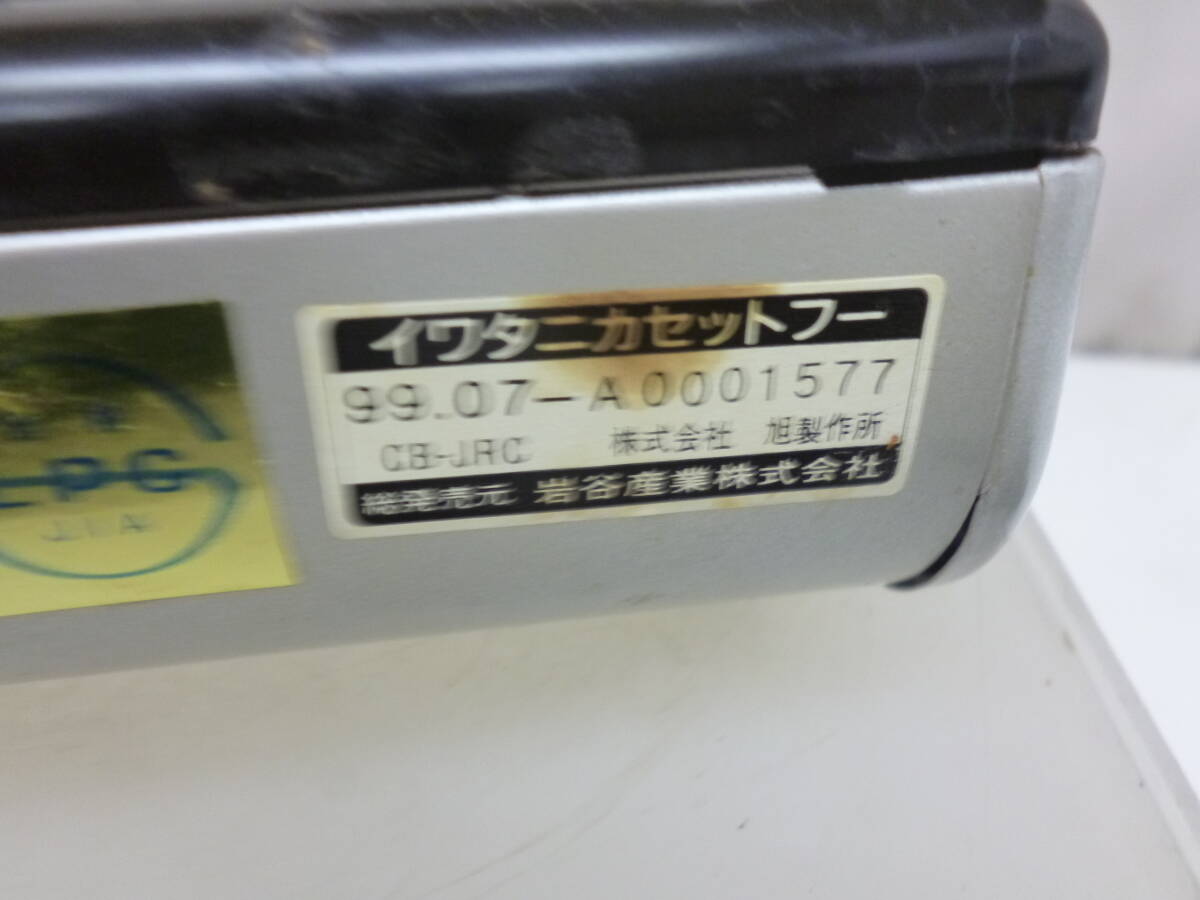 イワタニカセットフー
99.07-A0001577
CB-JRC 株式会社 旭製作所
総発売元 岩谷産業株式会社
LPG
J.I.A